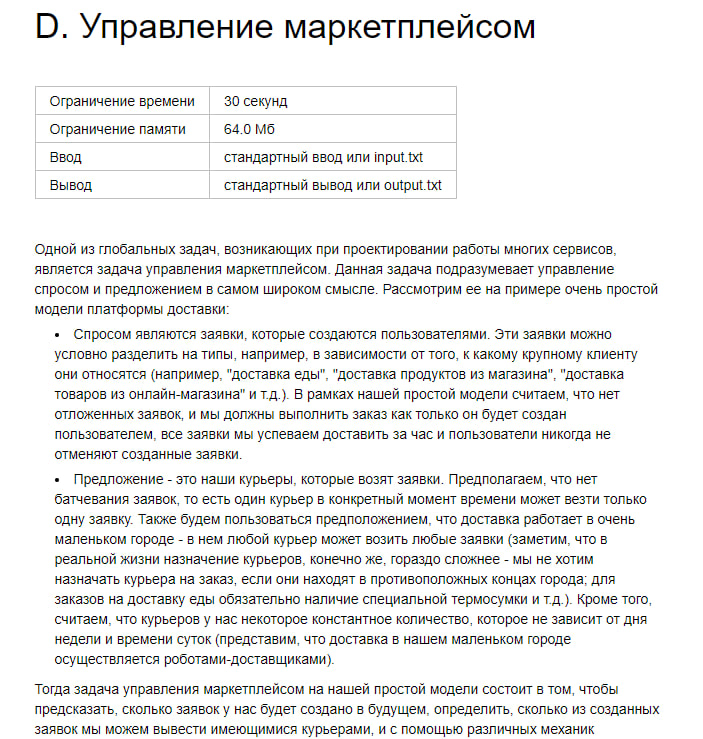 D. Управление маркетплейсом
Ограничение времени 30 секунд
Ограничение памяти 64.0 Мб
Ввод стандартный ввод или input.txt
Вывод стандартный вывод или output.txt
Одной из глобальных задач, возникающих при проектировании работы многих сервисов,
является задача управления маркетплейсом. Данная задача подразумевает управление
спросом и предложением в самом широком смысле. Рассмотрим ее на примере очень простой
модели платформы доставки:
• Спросом являются заявки, которые создаются пользователями. Эти заявки можно
условно разделить на типы, например, в зависимости от того, к какому крупному клиенту
они относятся (например, "доставка еды", "доставка продуктов из магазина", "доставка
товаров из онлайн-магазина" и т.д.). В рамках нашей простой модели считаем, что нет
отложенных заявок, и мы должны выполнить заказ как только он будет создан
пользователем, все заявки мы успеваем доставить за час и пользователи никогда не
отменяют созданные заявки.
• Предложение - это наши курьеры, которые возят заявки. Предполагаем, что нет
батчевания заявок, то есть один курьер в конкретный момент времени может везти только
одну заявку. Также будем пользоваться предположением, что доставка работает в очень
маленьком городе - в нем любой курьер может возить любые заявки (заметим, что в
реальной жизни назначение курьеров, конечно же, гораздо сложнее - мы не хотим
назначать курьера на заказ, если они находят в противоположных концах города; для
заказов на доставку еды обязательно наличие специальной термосумки и т.д.). Кроме того,
считаем, что курьеров у нас некоторое константное количество, которое не зависит от дня
недели и времени суток (представим, что доставка в нашем маленьком городе
осуществляется роботами-доставщиками).
Тогда задача управления маркетплейсом на нашей простой модели состоит в том, чтобы
предсказать, сколько заявок у нас будет создано в будущем, определить, сколько из созданных
заявок мы можем вывести имеющимися курьерами, и с помощью различных механик